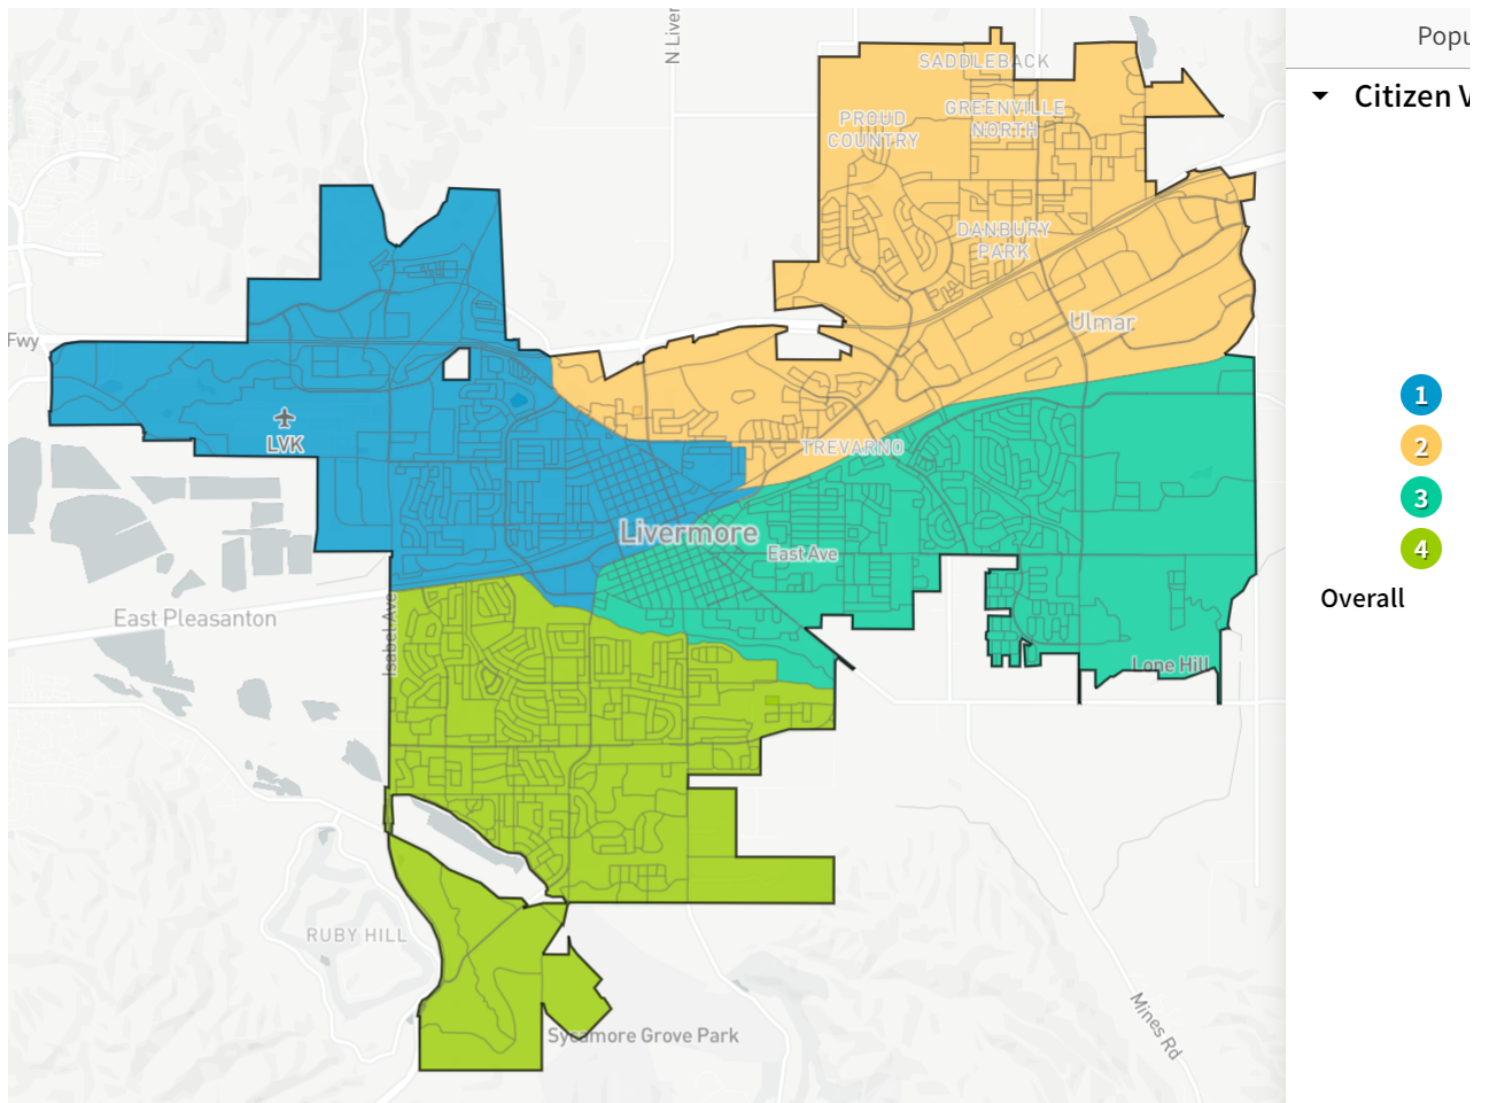 N Liver
Popu
SADDLEBACK
Citizen V
PROUD
COUNTRY
GREENVILLE
NORTH
DANBURY
PARK
Ulmar
Fwy
LVK
TREVARNO
1
2
3
4
Livermore
East Ave
Overall
East Pleasanton
Isabel Ave
Lone Hill
RUBY HILL
Sycamore Grove Park
Mines Rd